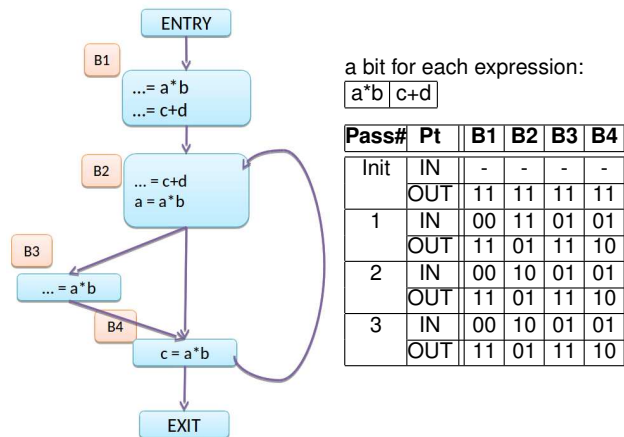 ENTRY
B1
...= a*b
...= c+d
B2
... = c+d
a = a*b
B3
... = a*b
B4
c = a*b
EXIT
a bit for each expression:
a*b c+d
Pass# Pt B1 B2 B3 B4
Init IN - - - -
OUT 11 11 11 11
1 IN 00 11 01 01
OUT 11 01 11 10
2 IN 00 10 01 01
OUT 11 01 11 10
3 IN 00 10 01 01
OUT 11 01 11 10